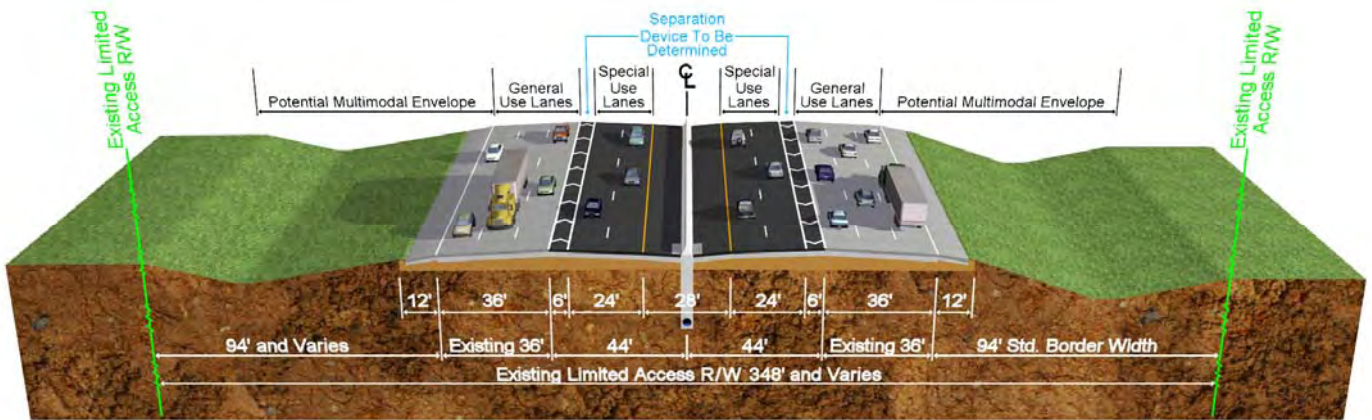 Existing Limited
Access R/W
Separation
Device To Be
Determined
Existing Limited
Access R/W
Potential Multimodal Envelope
General
Use Lanes
Special
Use
Lanes
℄
Special
Use
Lanes
General
Use Lanes
Potential Multimodal Envelope
12' 36' 6' 24' 28' 24' 6' 36' 12'
94' and Varies Existing 36' 44' 44' Existing 36' 94' Std. Border Width
Existing Limited Access R/W 348' and Varies